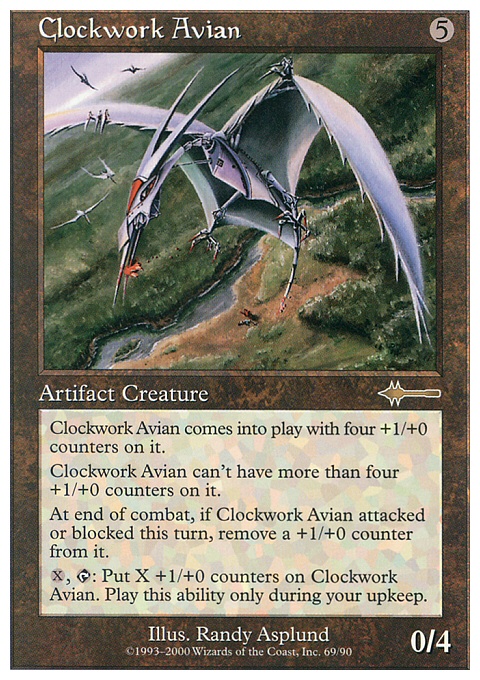 Clockwork Avian 5
Artifact Creature
Clockwork Avian comes into play with four +1/+0
counters on it.
Clockwork Avian can't have more than four
+1/+0 counters on it.
At end of combat, if Clockwork Avian attacked
or blocked this turn, remove a +1/+0 counter
from it.
X, : Put X +1/+0 counters on Clockwork
Avian. Play this ability only during your upkeep.
Illus. Randy Asplund
©1993–2000 Wizards of the Coast, Inc. 69/90
0/4